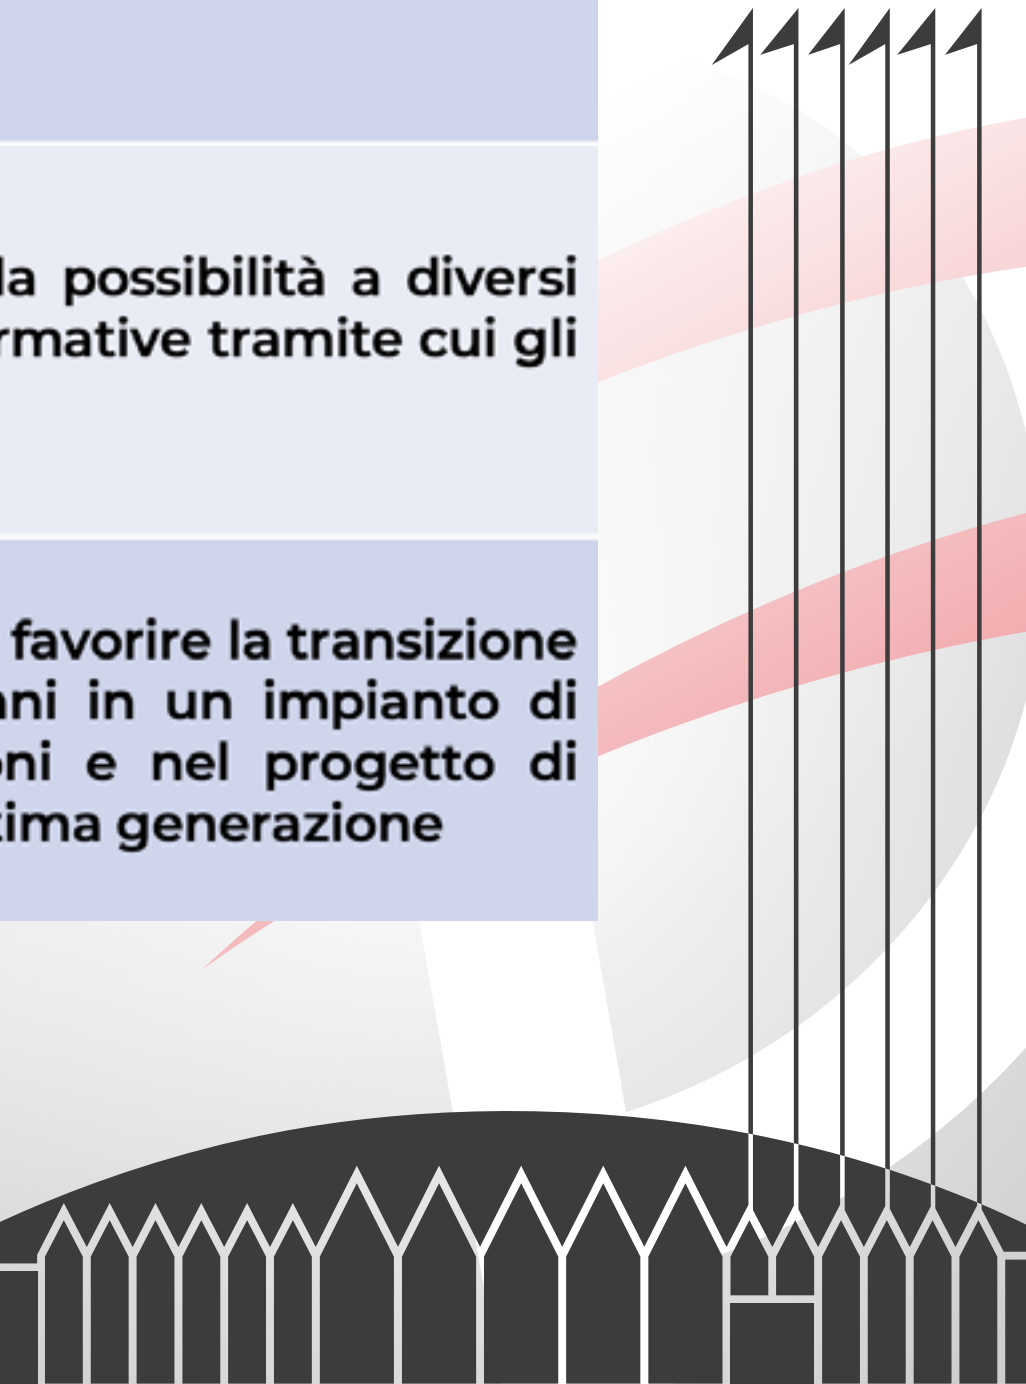 la possibilità a diversi
rmative tramite cui gli
favorire la transizione
nni in un impianto di
oni e nel progetto di
tima generazione